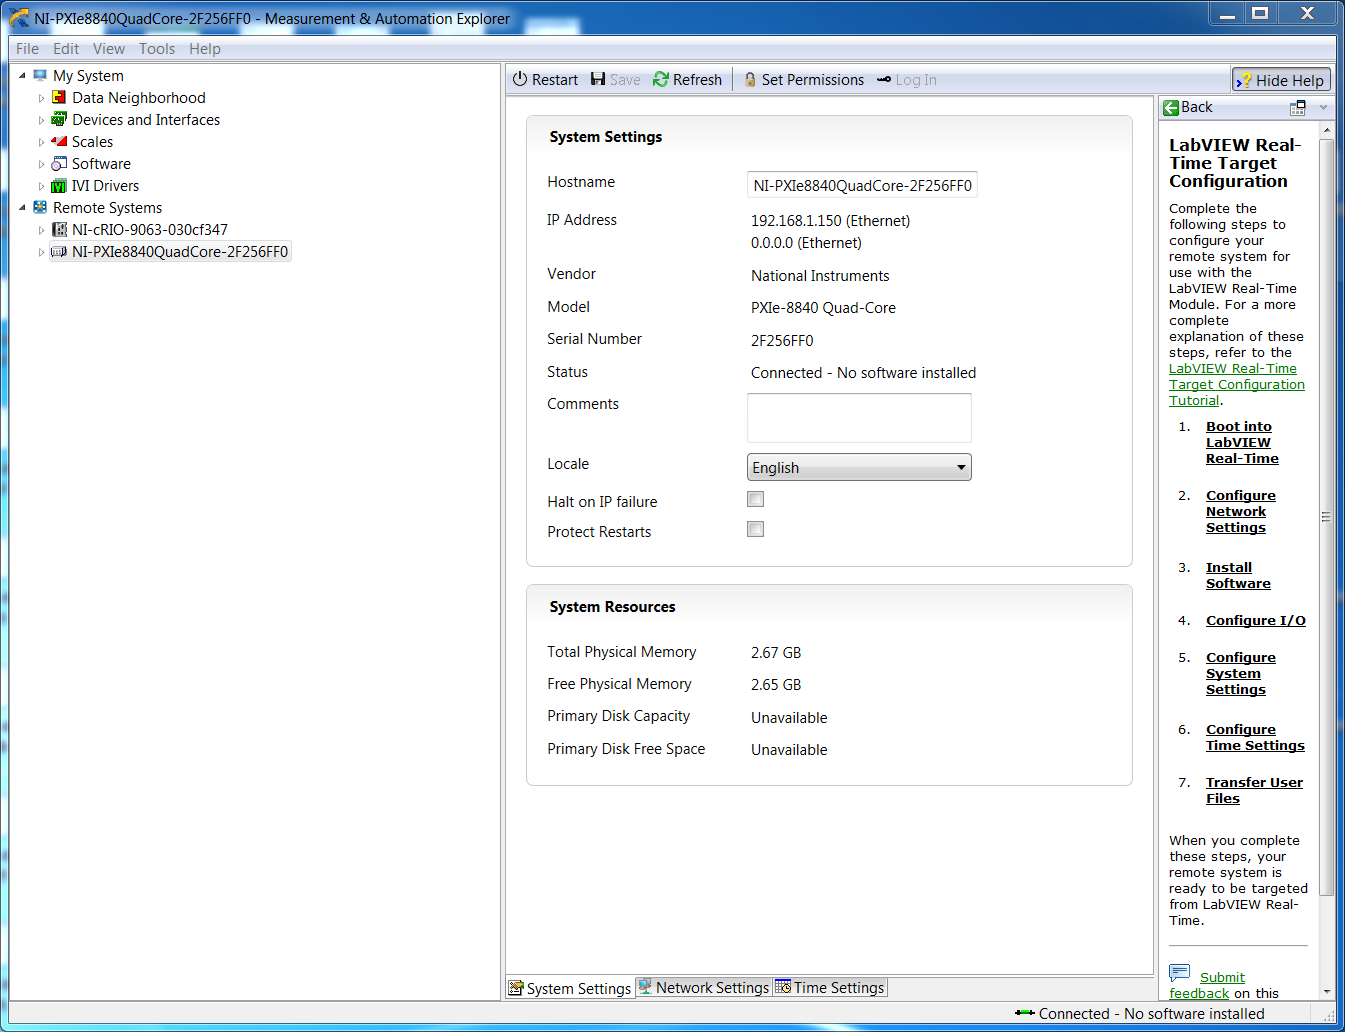 NI-PXIe8840QuadCore-2F256FF0 - Measurement & Automation Explorer
File Edit View Tools Help
My System
Data Neighborhood
Devices and Interfaces
Scales
Software
IVI Drivers
Remote Systems
NI-cRIO-9063-030cf347
NI-PXIe8840QuadCore-2F256FF0
Restart Save Refresh Set Permissions Log In
Hide Help
System Settings
Hostname NI-PXIe8840QuadCore-2F256FF0
IP Address 192.168.1.150 (Ethernet)
0.0.0.0 (Ethernet)
Vendor National Instruments
Model PXIe-8840 Quad-Core
Serial Number 2F256FF0
Status Connected - No software installed
Comments
Locale English
Halt on IP failure
Protect Restarts
System Resources
Total Physical Memory 2.67 GB
Free Physical Memory 2.65 GB
Primary Disk Capacity Unavailable
Primary Disk Free Space Unavailable
System Settings Network Settings Time Settings
Back
LabVIEW Real-
Time Target
Configuration
Complete the
following steps to
configure your
remote system for
use with the
LabVIEW Real-Time
Module. For a more
complete
explanation of these
steps, refer to the
LabVIEW Real-Time
Target Configuration
Tutorial.
1. Boot into
LabVIEW
Real-Time
2. Configure
Network
Settings
3. Install
Software
4. Configure I/O
5. Configure
System
Settings
6. Configure
Time Settings
7. Transfer User
Files
When you complete
these steps, your
remote system is
ready to be targeted
from LabVIEW Real-
Time.
Submit
feedback on this
Connected - No software installed